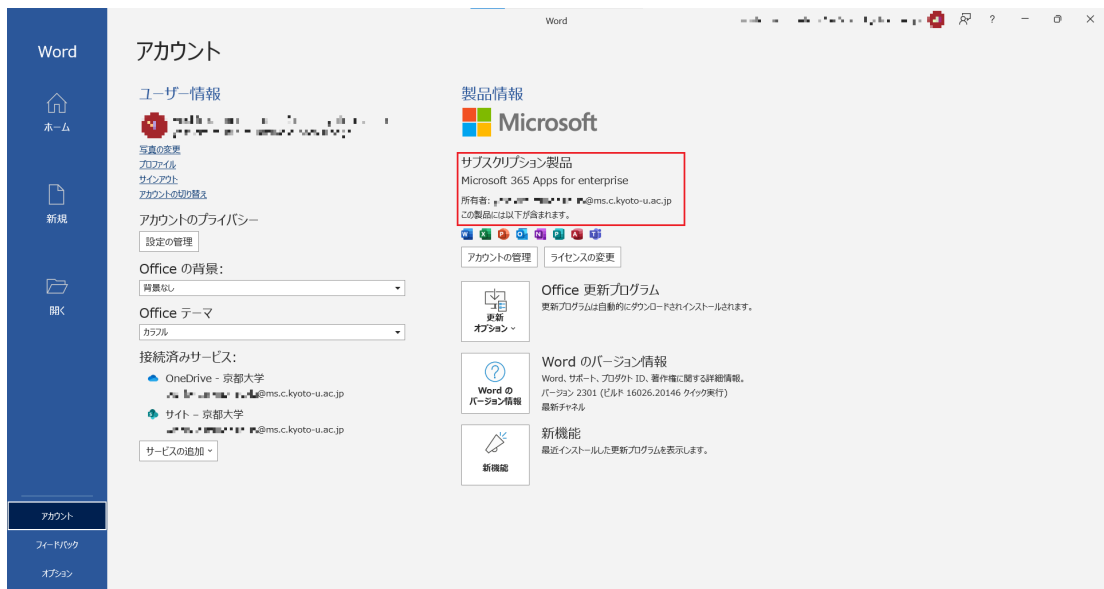 Word
?
Word
ホーム
新規
開く
アカウント
フィードバック
オプション
アカウント
ユーザー情報
写真の変更
プロファイル
サインアウト
アカウントの切り替え
アカウントのプライバシー
設定の管理
Office の背景:
背景なし
Office テーマ
カラフル
接続済みサービス:
OneDrive - 京都大学
@ms.c.kyoto-u.ac.jp
サイト – 京都大学
@ms.c.kyoto-u.ac.jp
サービスの追加
製品情報
Microsoft
サブスクリプション製品
Microsoft 365 Apps for enterprise
所有者: @ms.c.kyoto-u.ac.jp
この製品には以下が含まれます。
アカウントの管理
ライセンスの変更
更新
オプション
Office 更新プログラム
更新プログラムは自動的にダウンロードされインストールされます。
Word の
バージョン情報
Word のバージョン情報
Word、サポート、プロダクト ID、著作権に関する詳細情報。
バージョン 2301 (ビルド 16026.20146 クイック実行)
最新チャネル
新機能
新機能
最近インストールした更新プログラムを表示します。